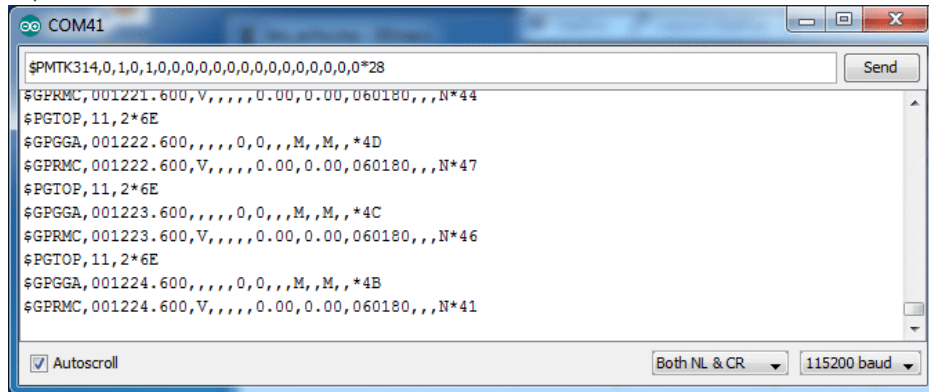 COM41
$PMTK314,0,1,0,1,0,0,0,0,0,0,0,0,0,0,0,0,0,0,0*28
Send
$GPRMC,001221.600,V,,,,,0.00,0.00,060180,,,N*44
$PGTOP,11,2*6E
$GPGGA,001222.600,,,,,0,0,,,M,,M,,*4D
$GPRMC,001222.600,V,,,,,0.00,0.00,060180,,,N*47
$PGTOP,11,2*6E
$GPGGA,001223.600,,,,,0,0,,,M,,M,,*4C
$GPRMC,001223.600,V,,,,,0.00,0.00,060180,,,N*46
$PGTOP,11,2*6E
$GPGGA,001224.600,,,,,0,0,,,M,,M,,*4B
$GPRMC,001224.600,V,,,,,0.00,0.00,060180,,,N*41
Autoscroll
Both NL & CR
115200 baud